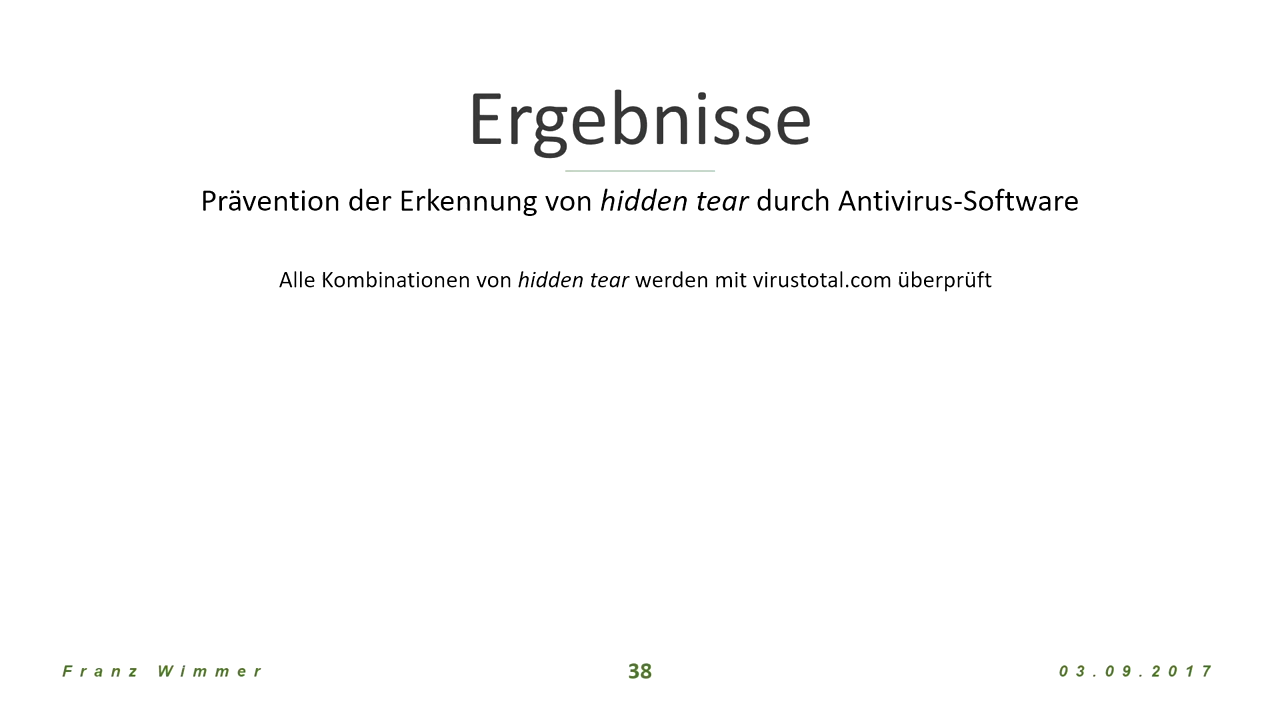 Ergebnisse
Prävention der Erkennung von hidden tear durch Antivirus-Software
Alle Kombinationen von hidden tear werden mit virustotal.com überprüft
Franz Wimmer
38
03.09.2017